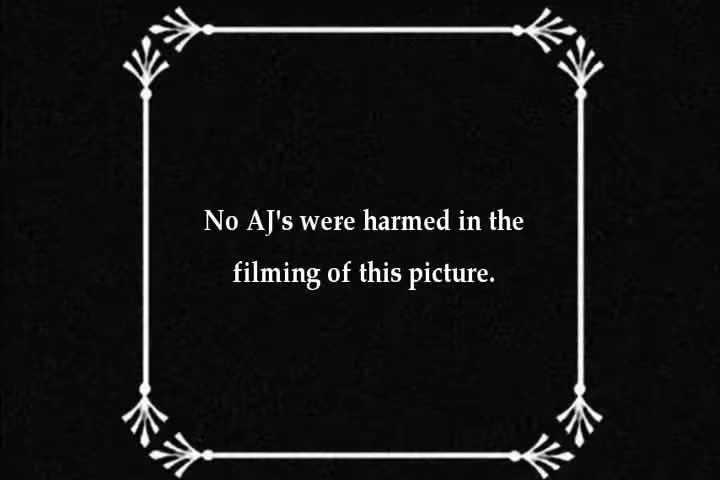 No AJ's were harmed in the
filming of this picture.